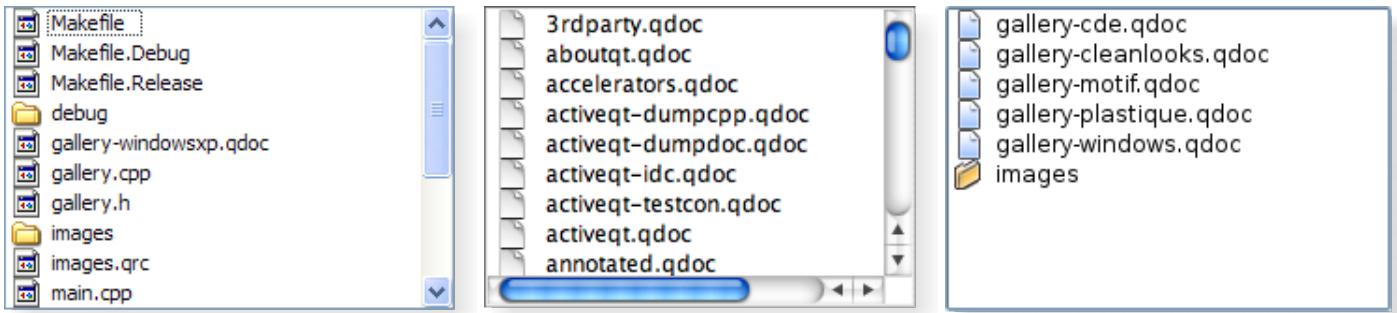 Makefile
Makefile.Debug
Makefile.Release
debug
gallery-windowsxp.qdoc
gallery.cpp
gallery.h
images
images.qrc
main.cpp
3rdparty.qdoc
aboutqt.qdoc
accelerators.qdoc
activeqt-dumpcpp.qdoc
activeqt-dumpdoc.qdoc
activeqt-idc.qdoc
activeqt-testcon.qdoc
activeqt.qdoc
annotated.qdoc
gallery-cde.qdoc
gallery-cleanlooks.qdoc
gallery-motif.qdoc
gallery-plastique.qdoc
gallery-windows.qdoc
images